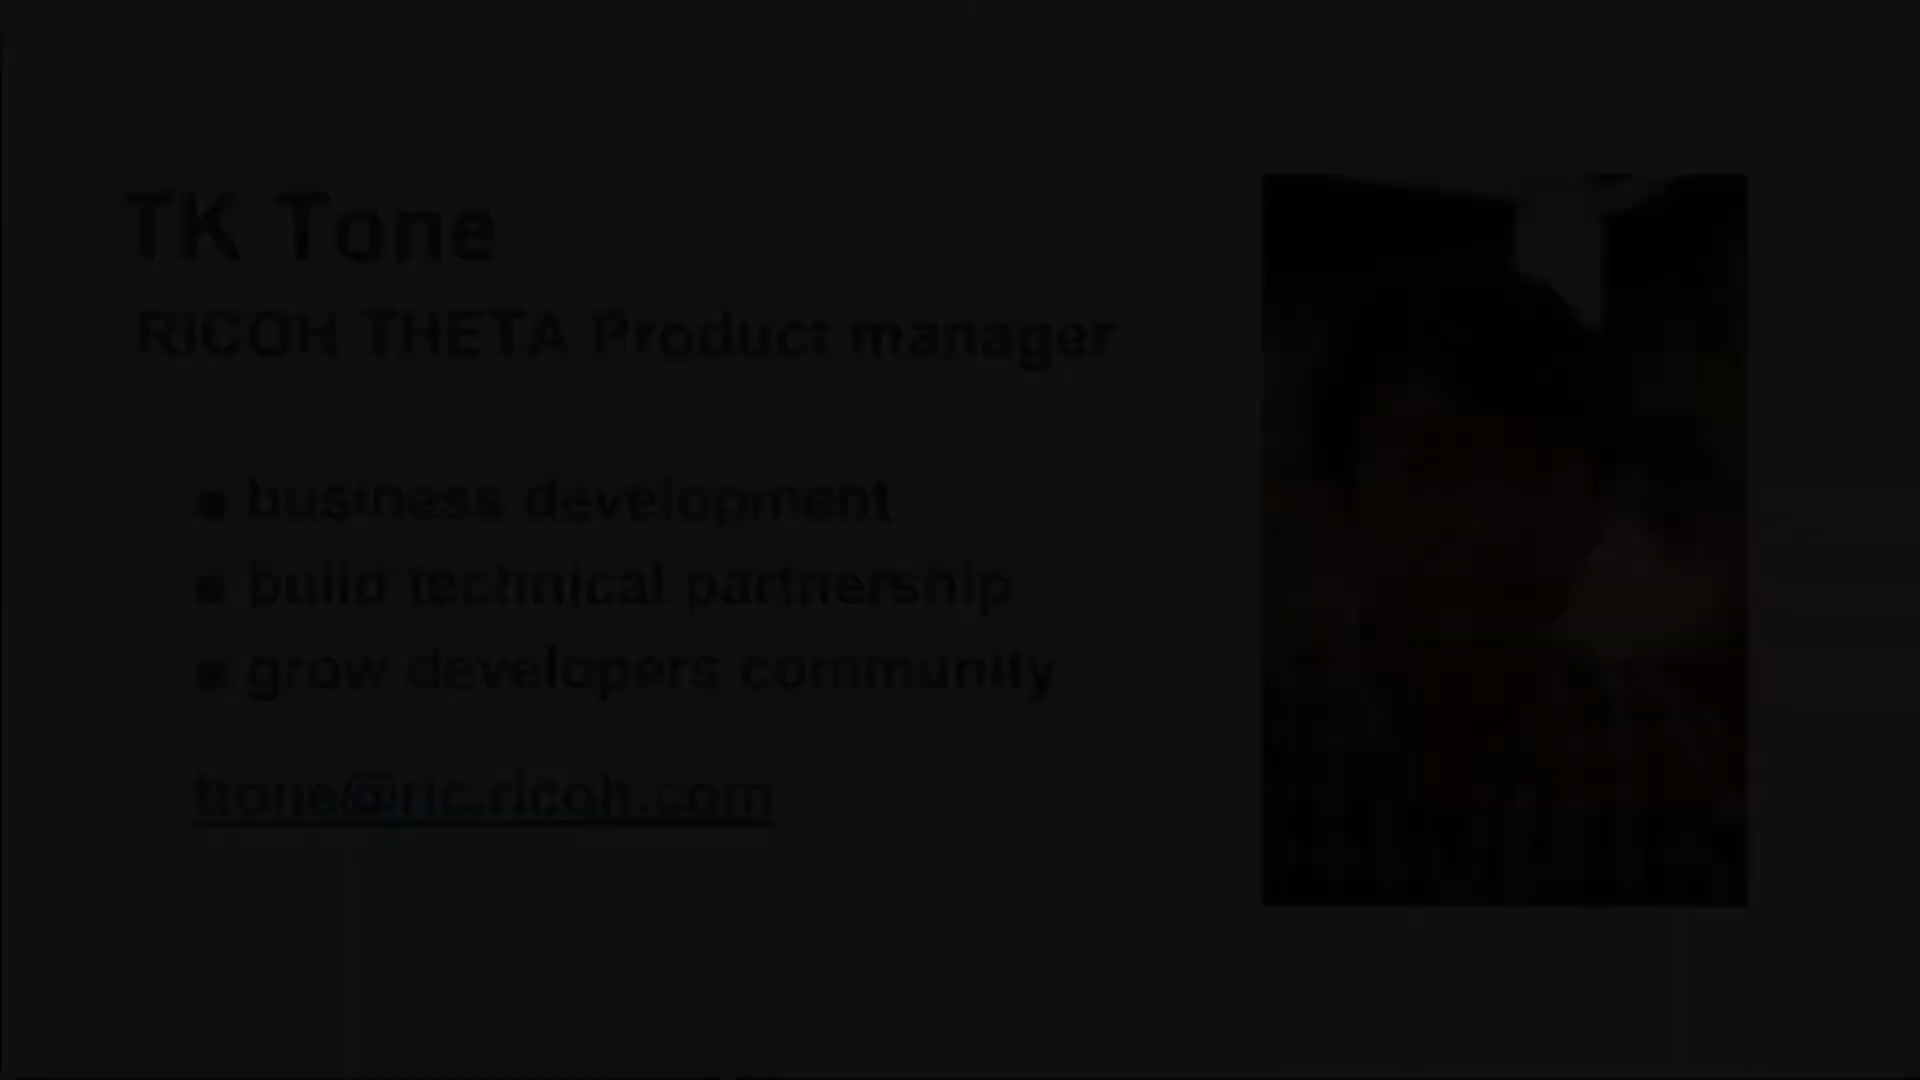 TK Tone
RICOH THETA Product manager
▪ business development
▪ build technical partnership
▪ grow developers community
ttone@ric.ricoh.com